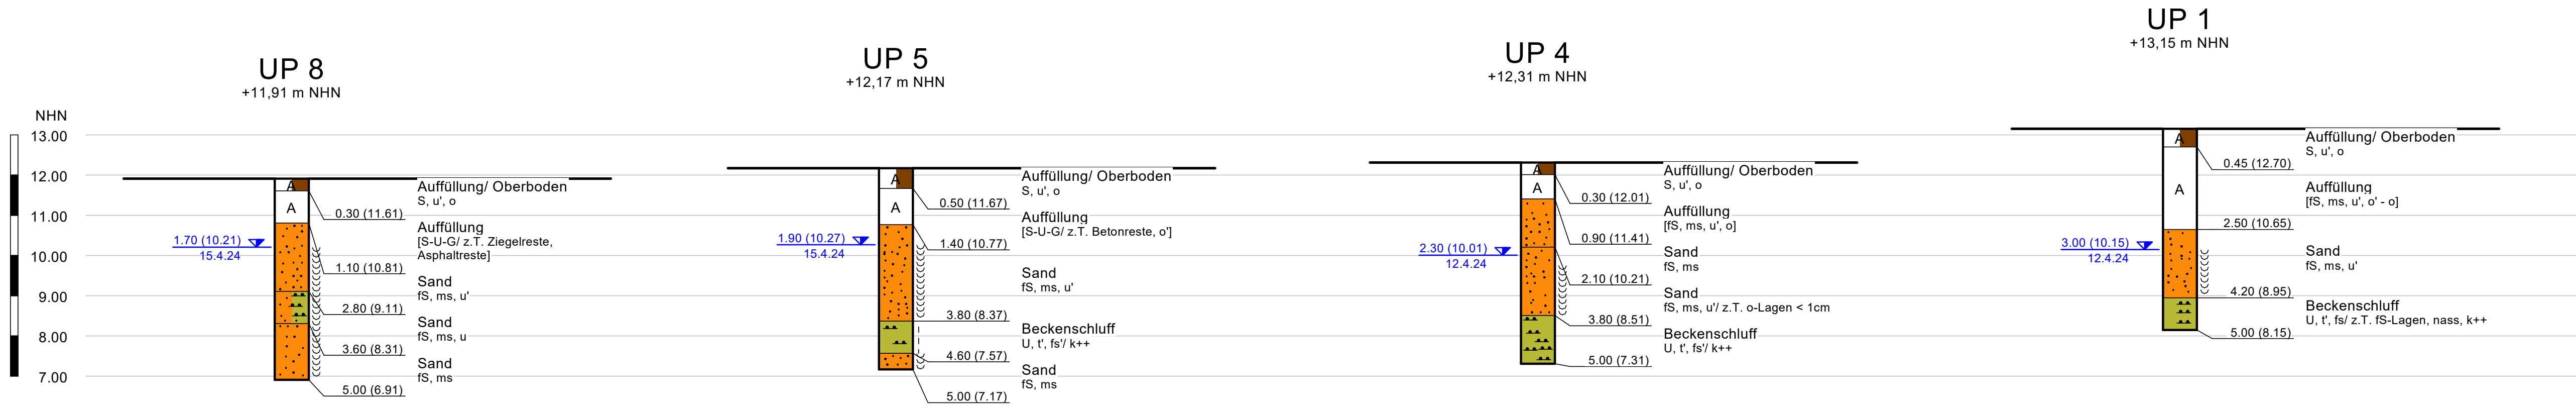 UP 8
+11,91 m NHN
UP 5
+12,17 m NHN
UP 4
+12,31 m NHN
UP 1
+13,15 m NHN
NHN
13.00
12.00
11.00
10.00
9.00
8.00
7.00
A
A
1.70 (10.21)
15.4.24
0.30 (11.61)
1.10 (10.81)
2.80 (9.11)
3.60 (8.31)
5.00 (6.91)
Auffüllung/ Oberboden
S, u', o
Auffüllung
[S-U-G/ z.T. Ziegelreste,
Asphaltreste]
Sand
fS, ms, u'
Sand
fS, ms, u
Sand
fS, ms
A
A
1.90 (10.27)
15.4.24
0.50 (11.67)
1.40 (10.77)
3.80 (8.37)
4.60 (7.57)
5.00 (7.17)
Auffüllung/ Oberboden
S, u', o
Auffüllung
[S-U-G/ z.T. Betonreste, o']
Sand
fS, ms, u'
Beckenschluff
U, t', fs'/ k++
Sand
fS, ms
A
A
2.30 (10.01)
12.4.24
0.30 (12.01)
0.90 (11.41)
2.10 (10.21)
3.80 (8.51)
5.00 (7.31)
Auffüllung/ Oberboden
S, u', o
Auffüllung
[fS, ms, u', o]
Sand
fS, ms
Sand
fS, ms, u'/ z.T. o-Lagen < 1cm
Beckenschluff
U, t', fs'/ k++
A
A
3.00 (10.15)
12.4.24
0.45 (12.70)
2.50 (10.65)
4.20 (8.95)
5.00 (8.15)
Auffüllung/ Oberboden
S, u', o
Auffüllung
[fS, ms, u', o' - o]
Sand
fS, ms, u'
Beckenschluff
U, t', fs/ z.T. fS-Lagen, nass, k++